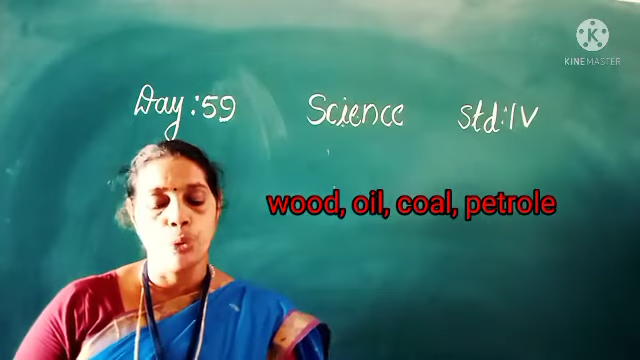 K
KINEMASTER
Day:59 Science Std:IV
wood, oil, coal, petrole